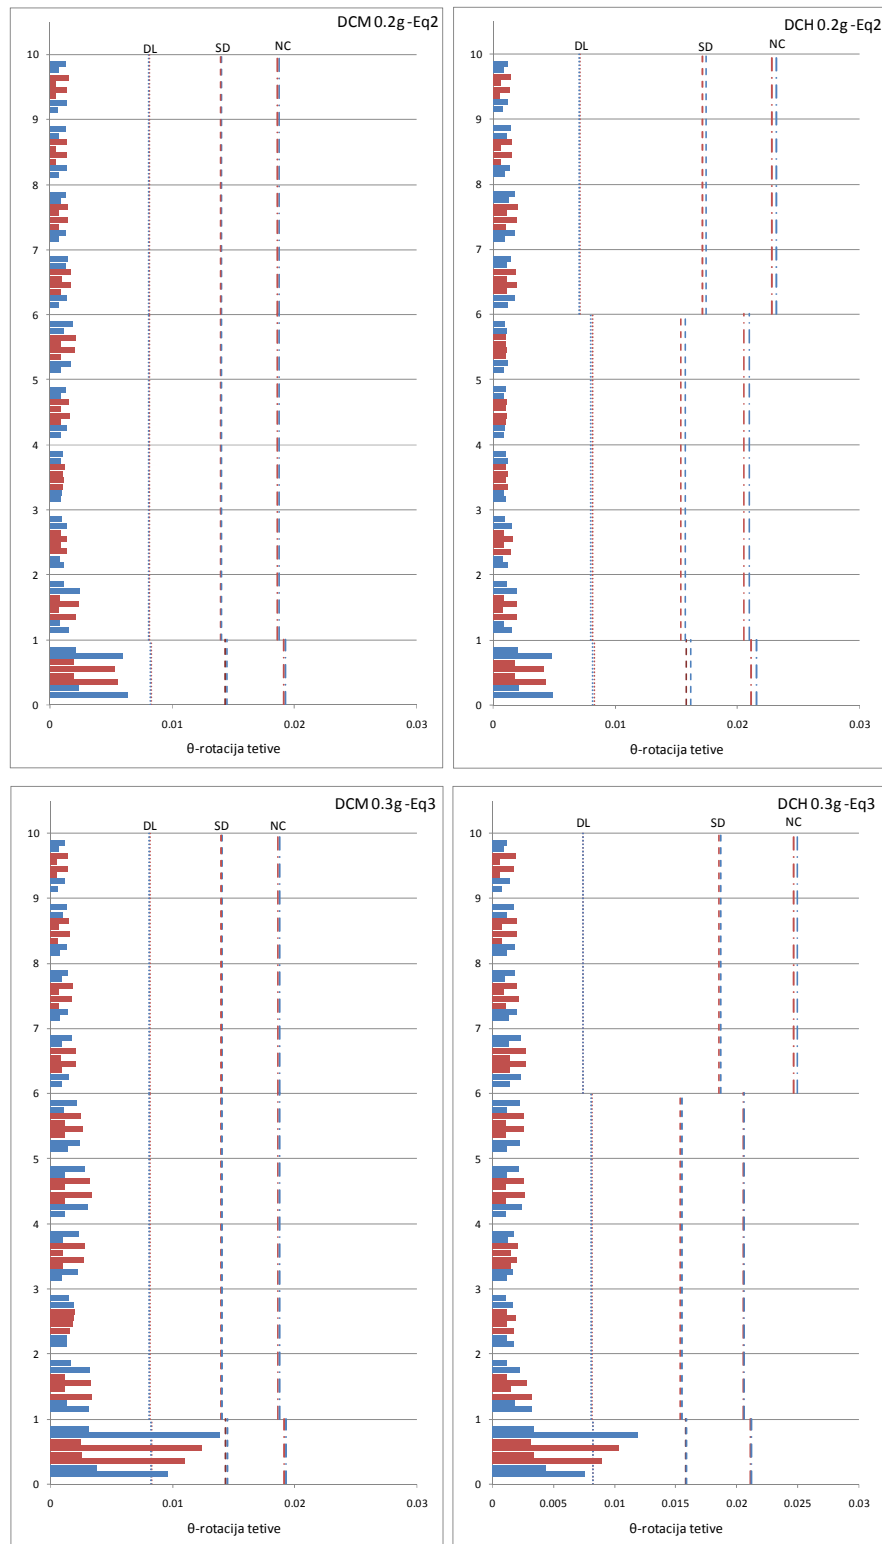 DCM 0.2g -Eq2
DL SD NC
10
9
8
7
6
5
4
3
2
1
0
0 0.01 0.02 0.03
θ-rotacija tetive
DCH 0.2g -Eq2
DL SD NC
10
9
8
7
6
5
4
3
2
1
0
0 0.01 0.02 0.03
θ-rotacija tetive
DCM 0.3g -Eq3
DL SD NC
10
9
8
7
6
5
4
3
2
1
0
0 0.01 0.02 0.03
θ-rotacija tetive
DCH 0.3g -Eq3
DL SD NC
10
9
8
7
6
5
4
3
2
1
0
0 0.005 0.01 0.015 0.02 0.025 0.03
θ-rotacija tetive